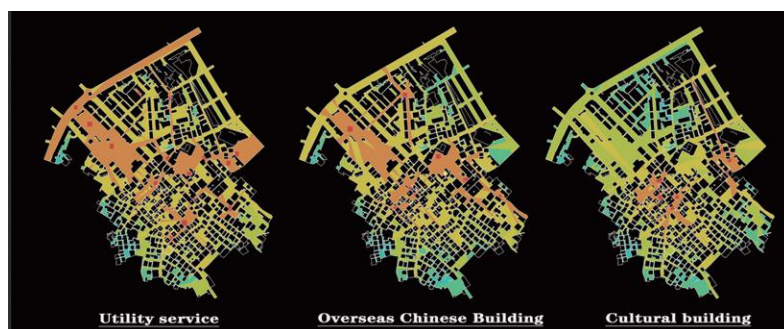 Utility service
Overseas Chinese Building
Cultural building